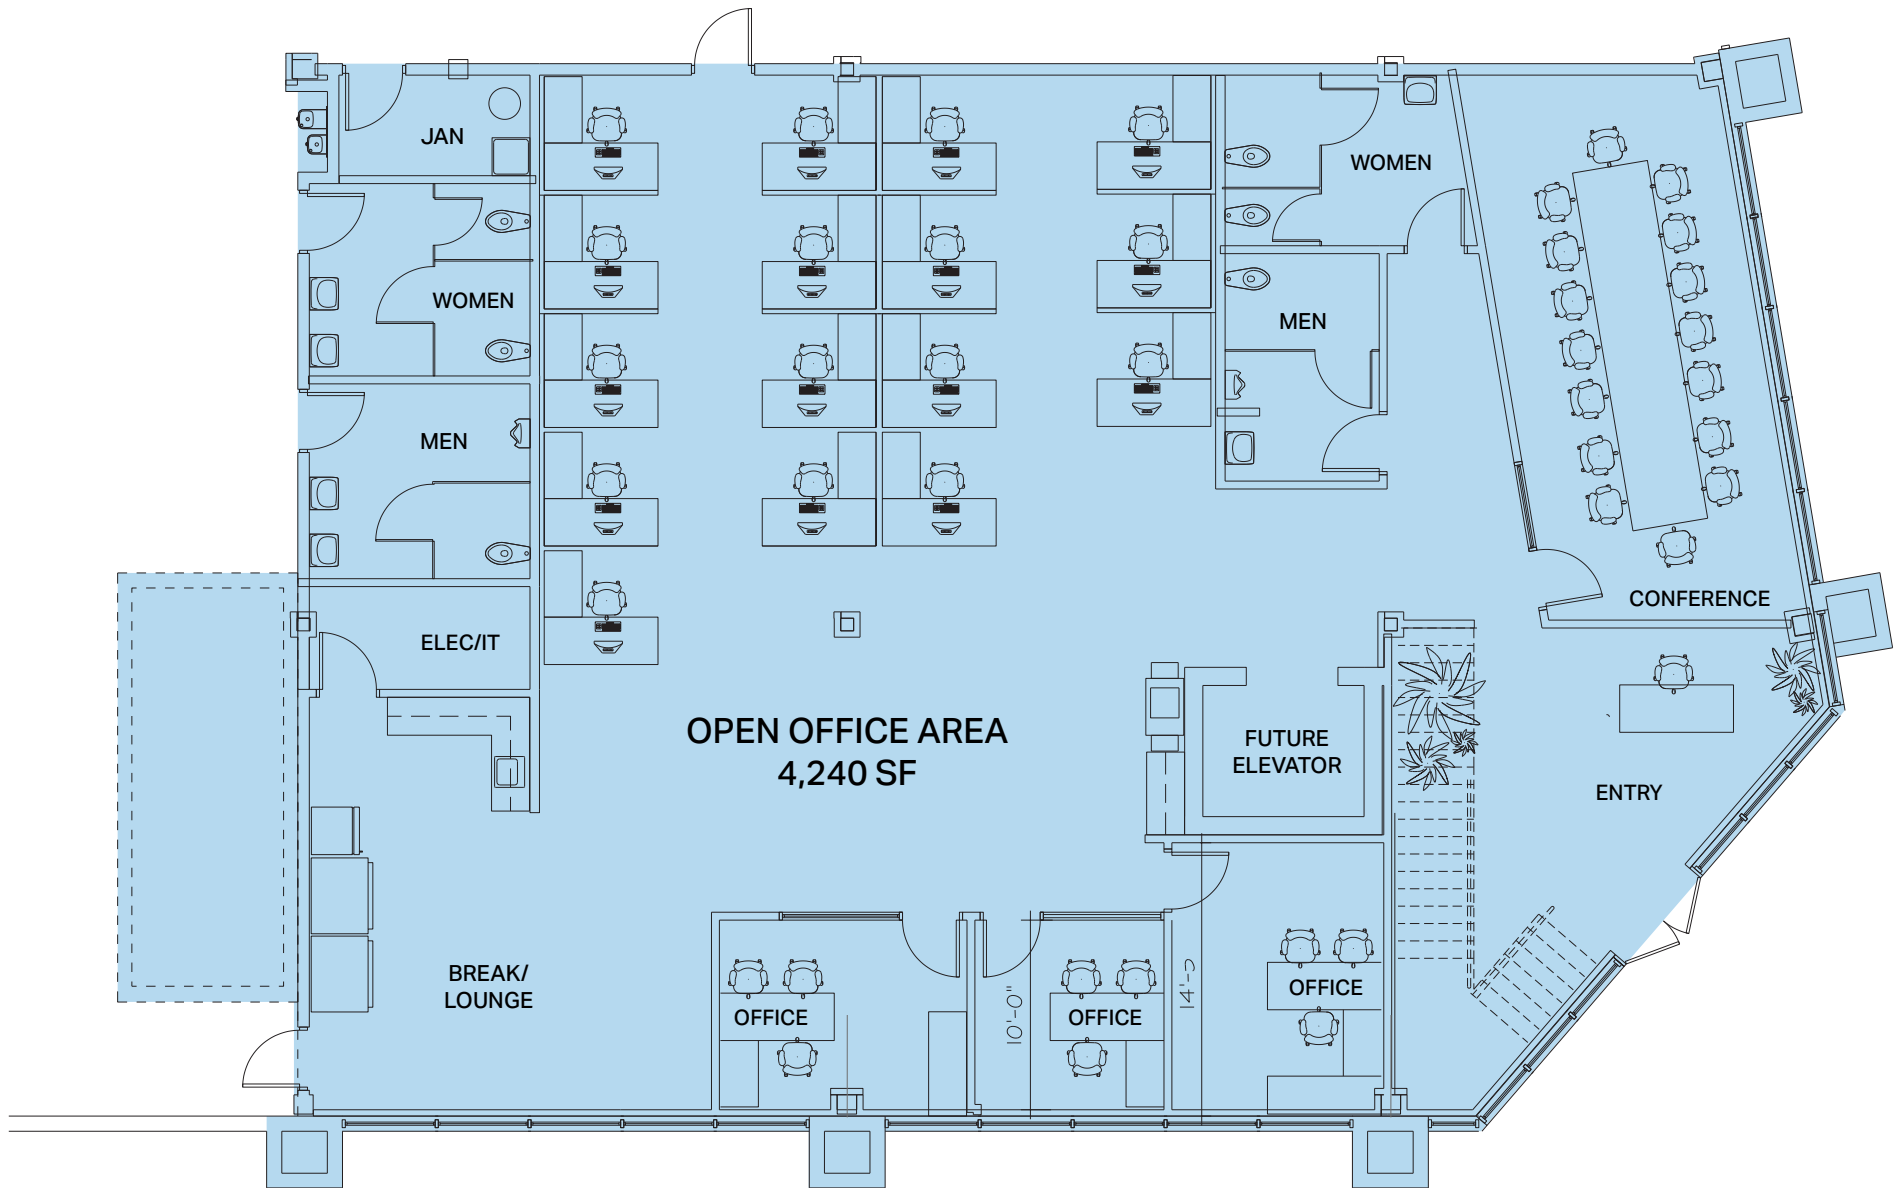 JAN
WOMEN
WOMEN
MEN
MEN
CONFERENCE
ELEC/IT
OPEN OFFICE AREA
4,240 SF
FUTURE
ELEVATOR
ENTRY
BREAK/
LOUNGE
OFFICE
10'-0"
OFFICE
14'-5
OFFICE